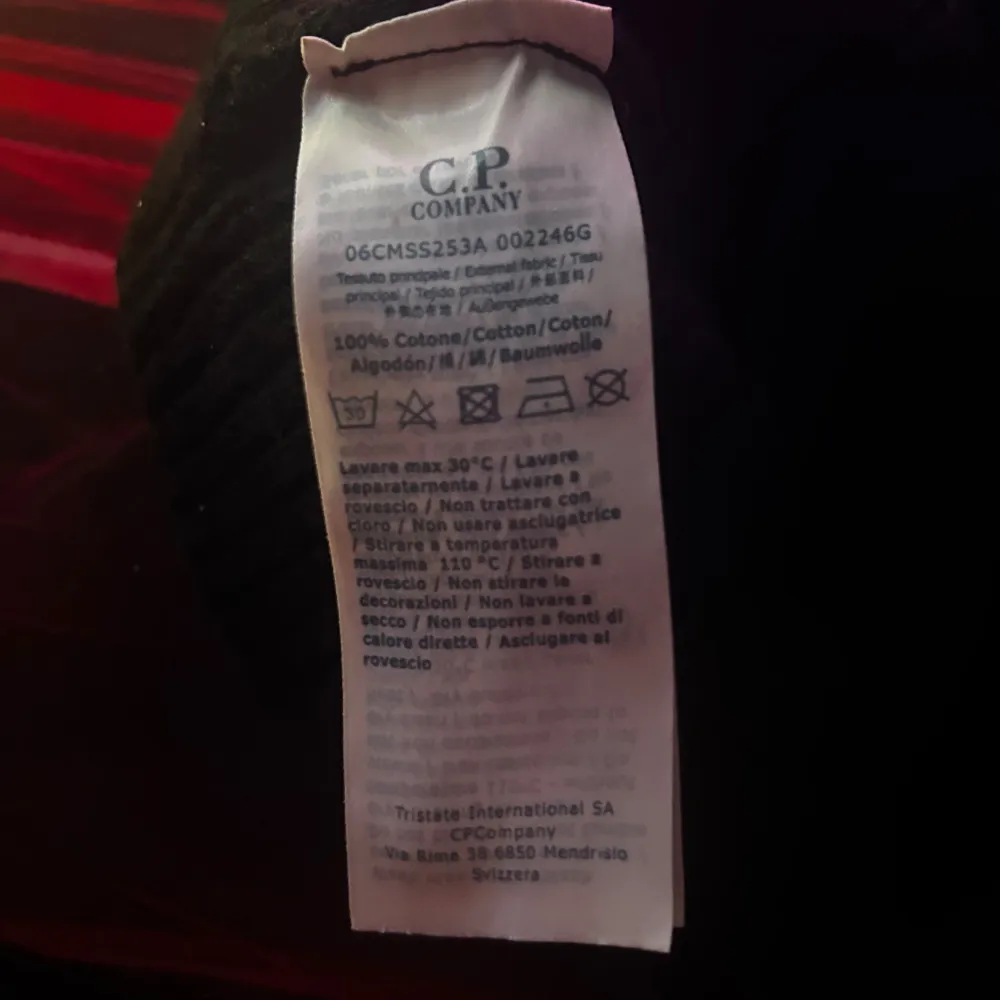 C.P.
COMPANY
06CMSS253A 002246G
Tessuto principale / External fabric / Tissu
principal / Tejido principal / 外部面料 /
/ Außengewebe
100% Cotone/Cotton/Coton/
Algodón/棉/綿/Baumwolle
30
Lavare max 30°C / Lavare
separatamente / Lavare a
rovescio / Non trattare con
cloro / Non usare asciugatrice
/ Stirare a temperatura
massima 110 °C / Stirare a
rovescio / Non stirare le
decorazioni / Non lavare a
secco / Non esporre a fonti di
calore dirette / Asciugare al
rovescio
Tristate International SA
CPCompany
Via Rime 38 6850 Mendrisio
Svizzera